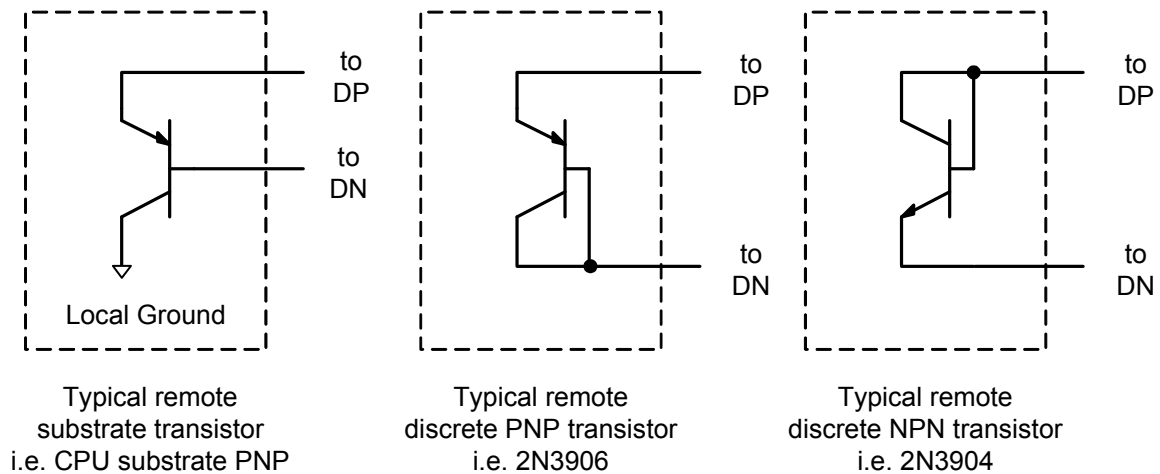 to
DP
to
DN
Local Ground
Typical remote
substrate transistor
i.e. CPU substrate PNP
to
DP
to
DN
Typical remote
discrete PNP transistor
i.e. 2N3906
to
DP
to
DN
Typical remote
discrete NPN transistor
i.e. 2N3904